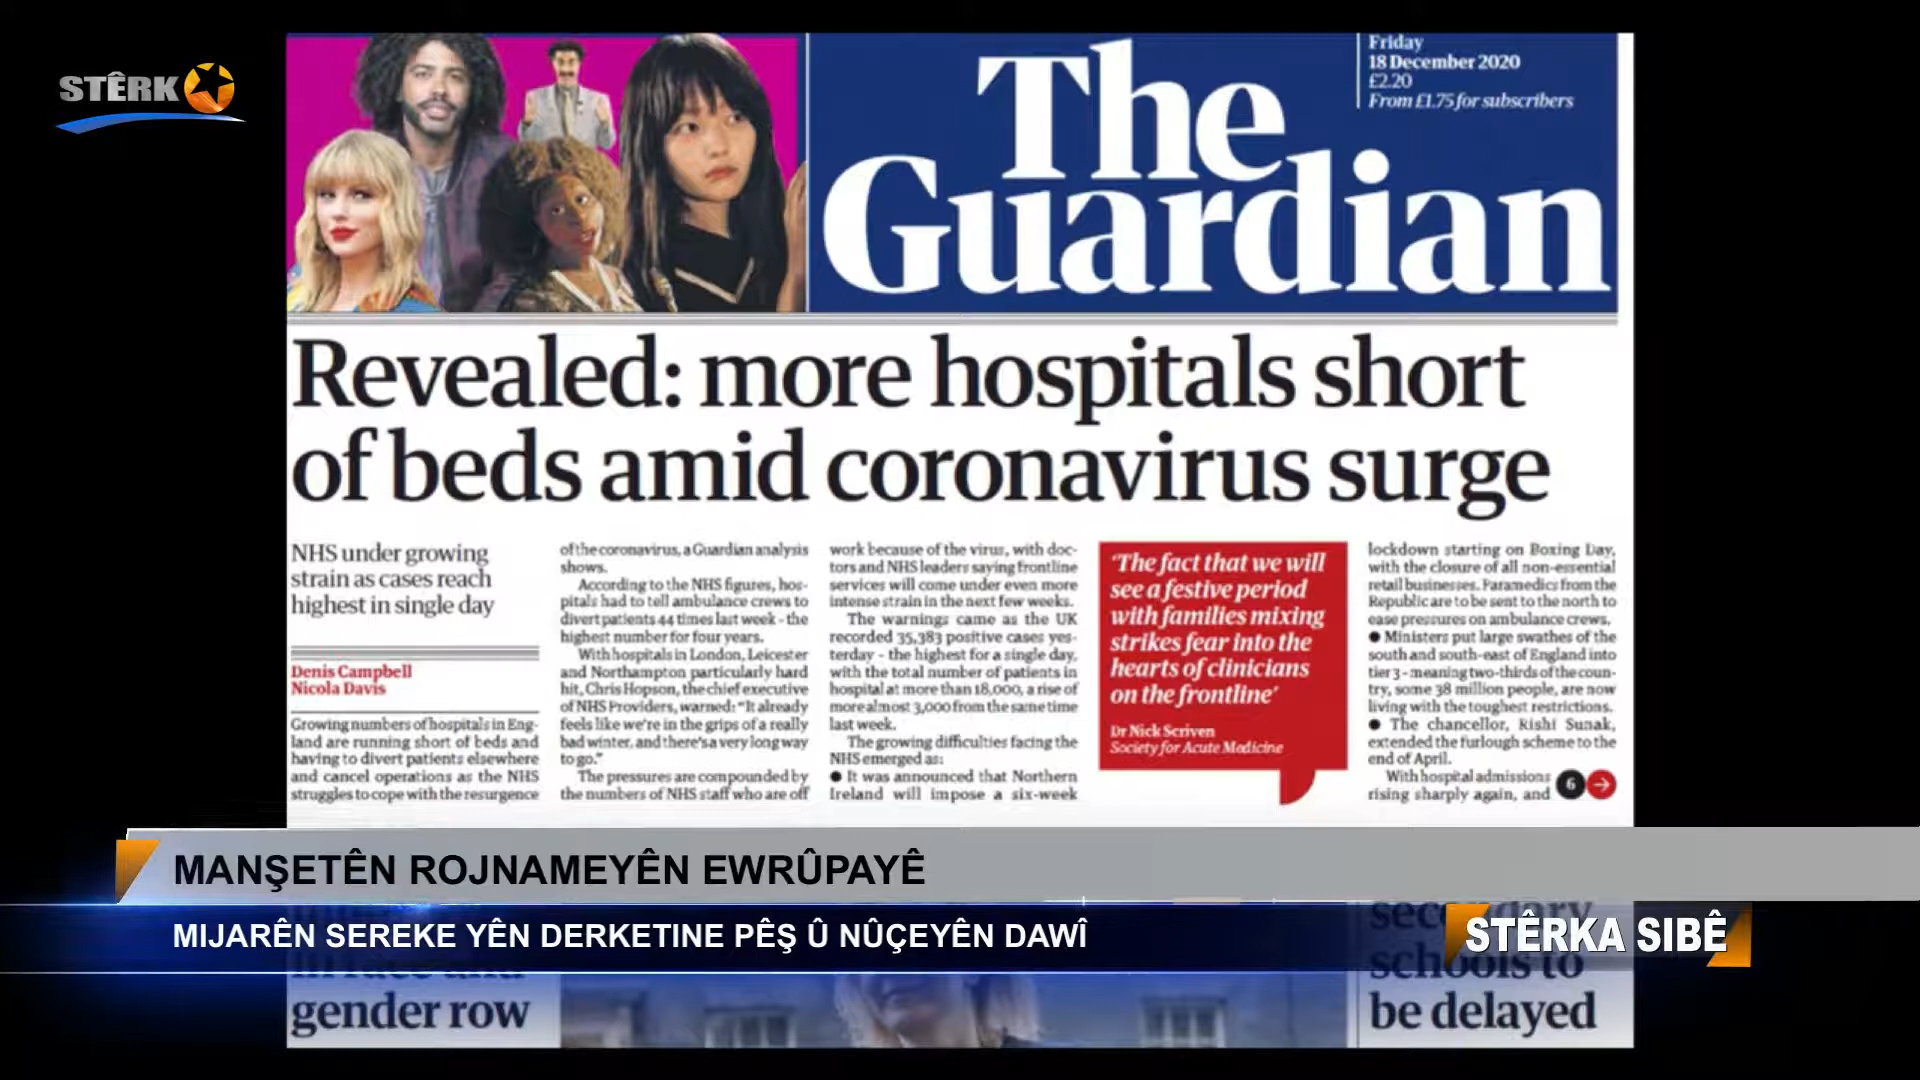 STÊRK
The
Guardian
Friday
18 December 2020
£2.20
From £1.75 for subscribers
Revealed: more hospitals short
of beds amid coronavirus surge
NHS under growing
strain as cases reach
highest in single day
Denis Campbell
Nicola Davis
Growing numbers of hospitals in Eng-
land are running short of beds and
having to divert patients elsewhere
and cancel operations as the NHS
struggles to cope with the resurgence
of the coronavirus, a Guardian analysis
shows.
According to the NHS figures, hos-
pitals had to tell ambulance crews to
divert patients 44 times last week – the
highest number for four years.
With hospitals in London, Leicester
and Northampton particularly hard
hit, Chris Hopson, the chief executive
of NHS Providers, warned: “It already
feels like we’re in the grips of a really
bad winter, and there’s a very long way
to go.”
The pressures are compounded by
the numbers of NHS staff who are off
work because of the virus, with doc-
tors and NHS leaders saying frontline
services will come under even more
intense strain in the next few weeks.
The warnings came as the UK
recorded 35,383 positive cases yes-
terday – the highest for a single day,
with the total number of patients in
hospital at more than 18,000, a rise of
more almost 3,000 from the same time
last week.
The growing difficulties facing the
NHS emerged as:
● It was announced that Northern
Ireland will impose a six-week
‘The fact that we will
see a festive period
with families mixing
strikes fear into the
hearts of clinicians
on the frontline’
Dr Nick Scriven
Society for Acute Medicine
lockdown starting on Boxing Day,
with the closure of all non-essential
retail businesses. Paramedics from the
Republic are to be sent to the north to
ease pressures on ambulance crews.
● Ministers put large swathes of the
south and south-east of England into
tier 3 – meaning two-thirds of the coun-
try, some 38 million people, are now
living with the toughest restrictions.
● The chancellor, Rishi Sunak,
extended the furlough scheme to the
end of April.
With hospital admissions
rising sharply again, and
6 →
MANŞETÊN ROJNAMEYÊN EWRÛPAYÊ
MIJARÊN SEREKE YÊN DERKETINE PÊŞ Û NÛÇEYÊN DAWÎ
STÊRKA SIBÊ
in race and
gender row
secondary
schools to
be delayed